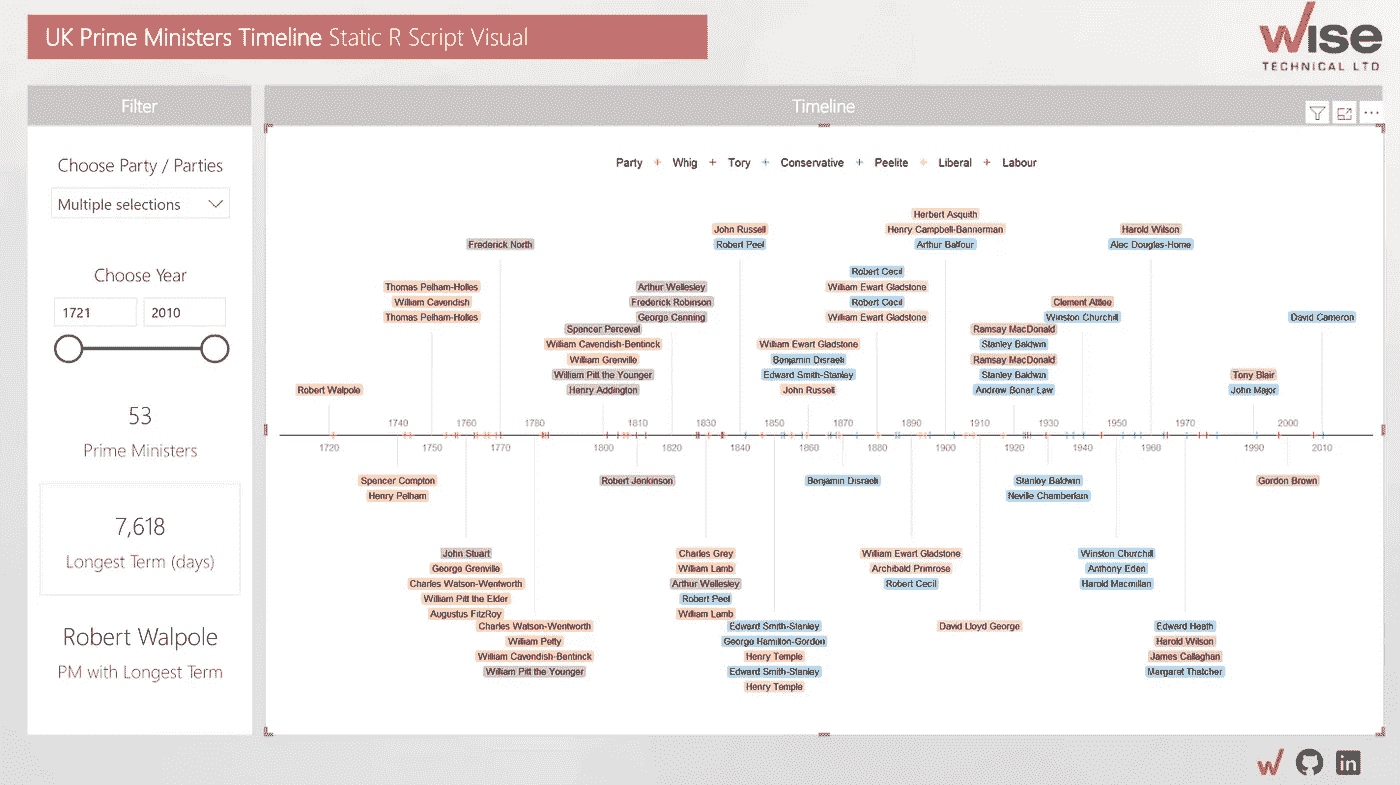 UK Prime Ministers Timeline Static R Script Visual
wise
TECHNICAL LTD
Filter
Choose Party / Parties
Multiple selections
Choose Year
1721 2010
53
Prime Ministers
7,618
Longest Term (days)
Robert Walpole
PM with Longest Term
Timeline
Party Whig Tory Conservative Peelite Liberal Labour
Herbert Asquith
John Russell Henry Campbell-Bannerman Harold Wilson
Frederick North Robert Peel Arthur Balfour Alec Douglas-Home
Robert Cecil
Thomas Pelham-Holles Arthur Wellesley William Ewart Gladstone
William Cavendish Frederick Robinson Robert Cecil Clement Attlee
Thomas Pelham-Holles George Canning William Ewart Gladstone Winston Churchill David Cameron
Spencer Perceval Ramsay MacDonald
William Cavendish-Bentinck William Ewart Gladstone Stanley Baldwin
William Grenville Benjamin Disraeli Ramsay MacDonald
William Pitt the Younger Edward Smith-Stanley Stanley Baldwin Tony Blair
Robert Walpole Henry Addington John Russell Andrew Bonar Law John Major
1740 1760 1780 1810 1830 1850 1870 1890 1910 1930 1950 1970 2000
1720 1750 1770 1800 1820 1840 1860 1880 1900 1920 1940 1960 1990 2010
Spencer Compton Robert Jenkinson Benjamin Disraeli Stanley Baldwin Gordon Brown
Henry Pelham Neville Chamberlain
John Stuart Charles Grey William Ewart Gladstone Winston Churchill
George Grenville William Lamb Archibald Primrose Anthony Eden
Charles Watson-Wentworth Arthur Wellesley Robert Cecil Harold Macmillan
William Pitt the Elder Robert Peel
Augustus FitzRoy William Lamb
Charles Watson-Wentworth Edward Smith-Stanley David Lloyd George Edward Heath
William Petty George Hamilton-Gordon Harold Wilson
William Cavendish-Bentinck Henry Temple James Callaghan
William Pitt the Younger Edward Smith-Stanley Margaret Thatcher
Henry Temple
w in